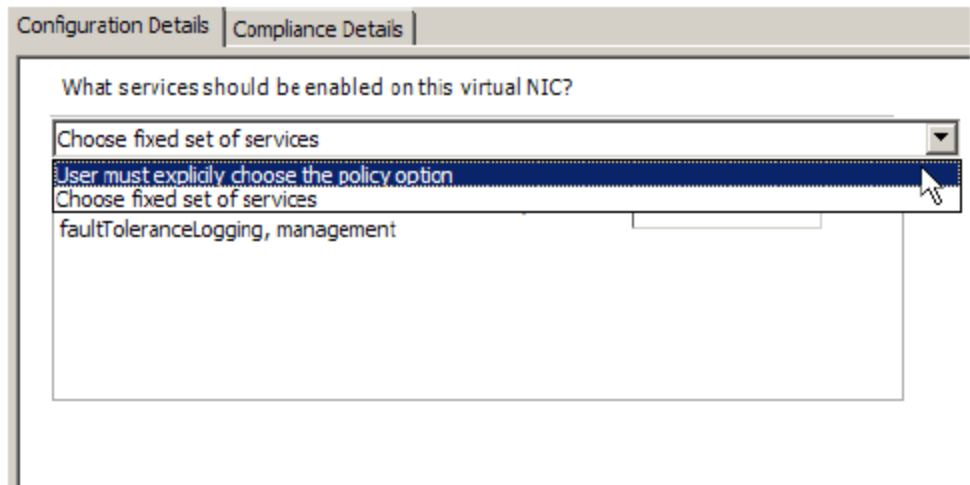 Configuration Details
Compliance Details
What services should be enabled on this virtual NIC?
Choose fixed set of services
User must explicily choose the policy option
Choose fixed set of services
faultToleranceLogging, management